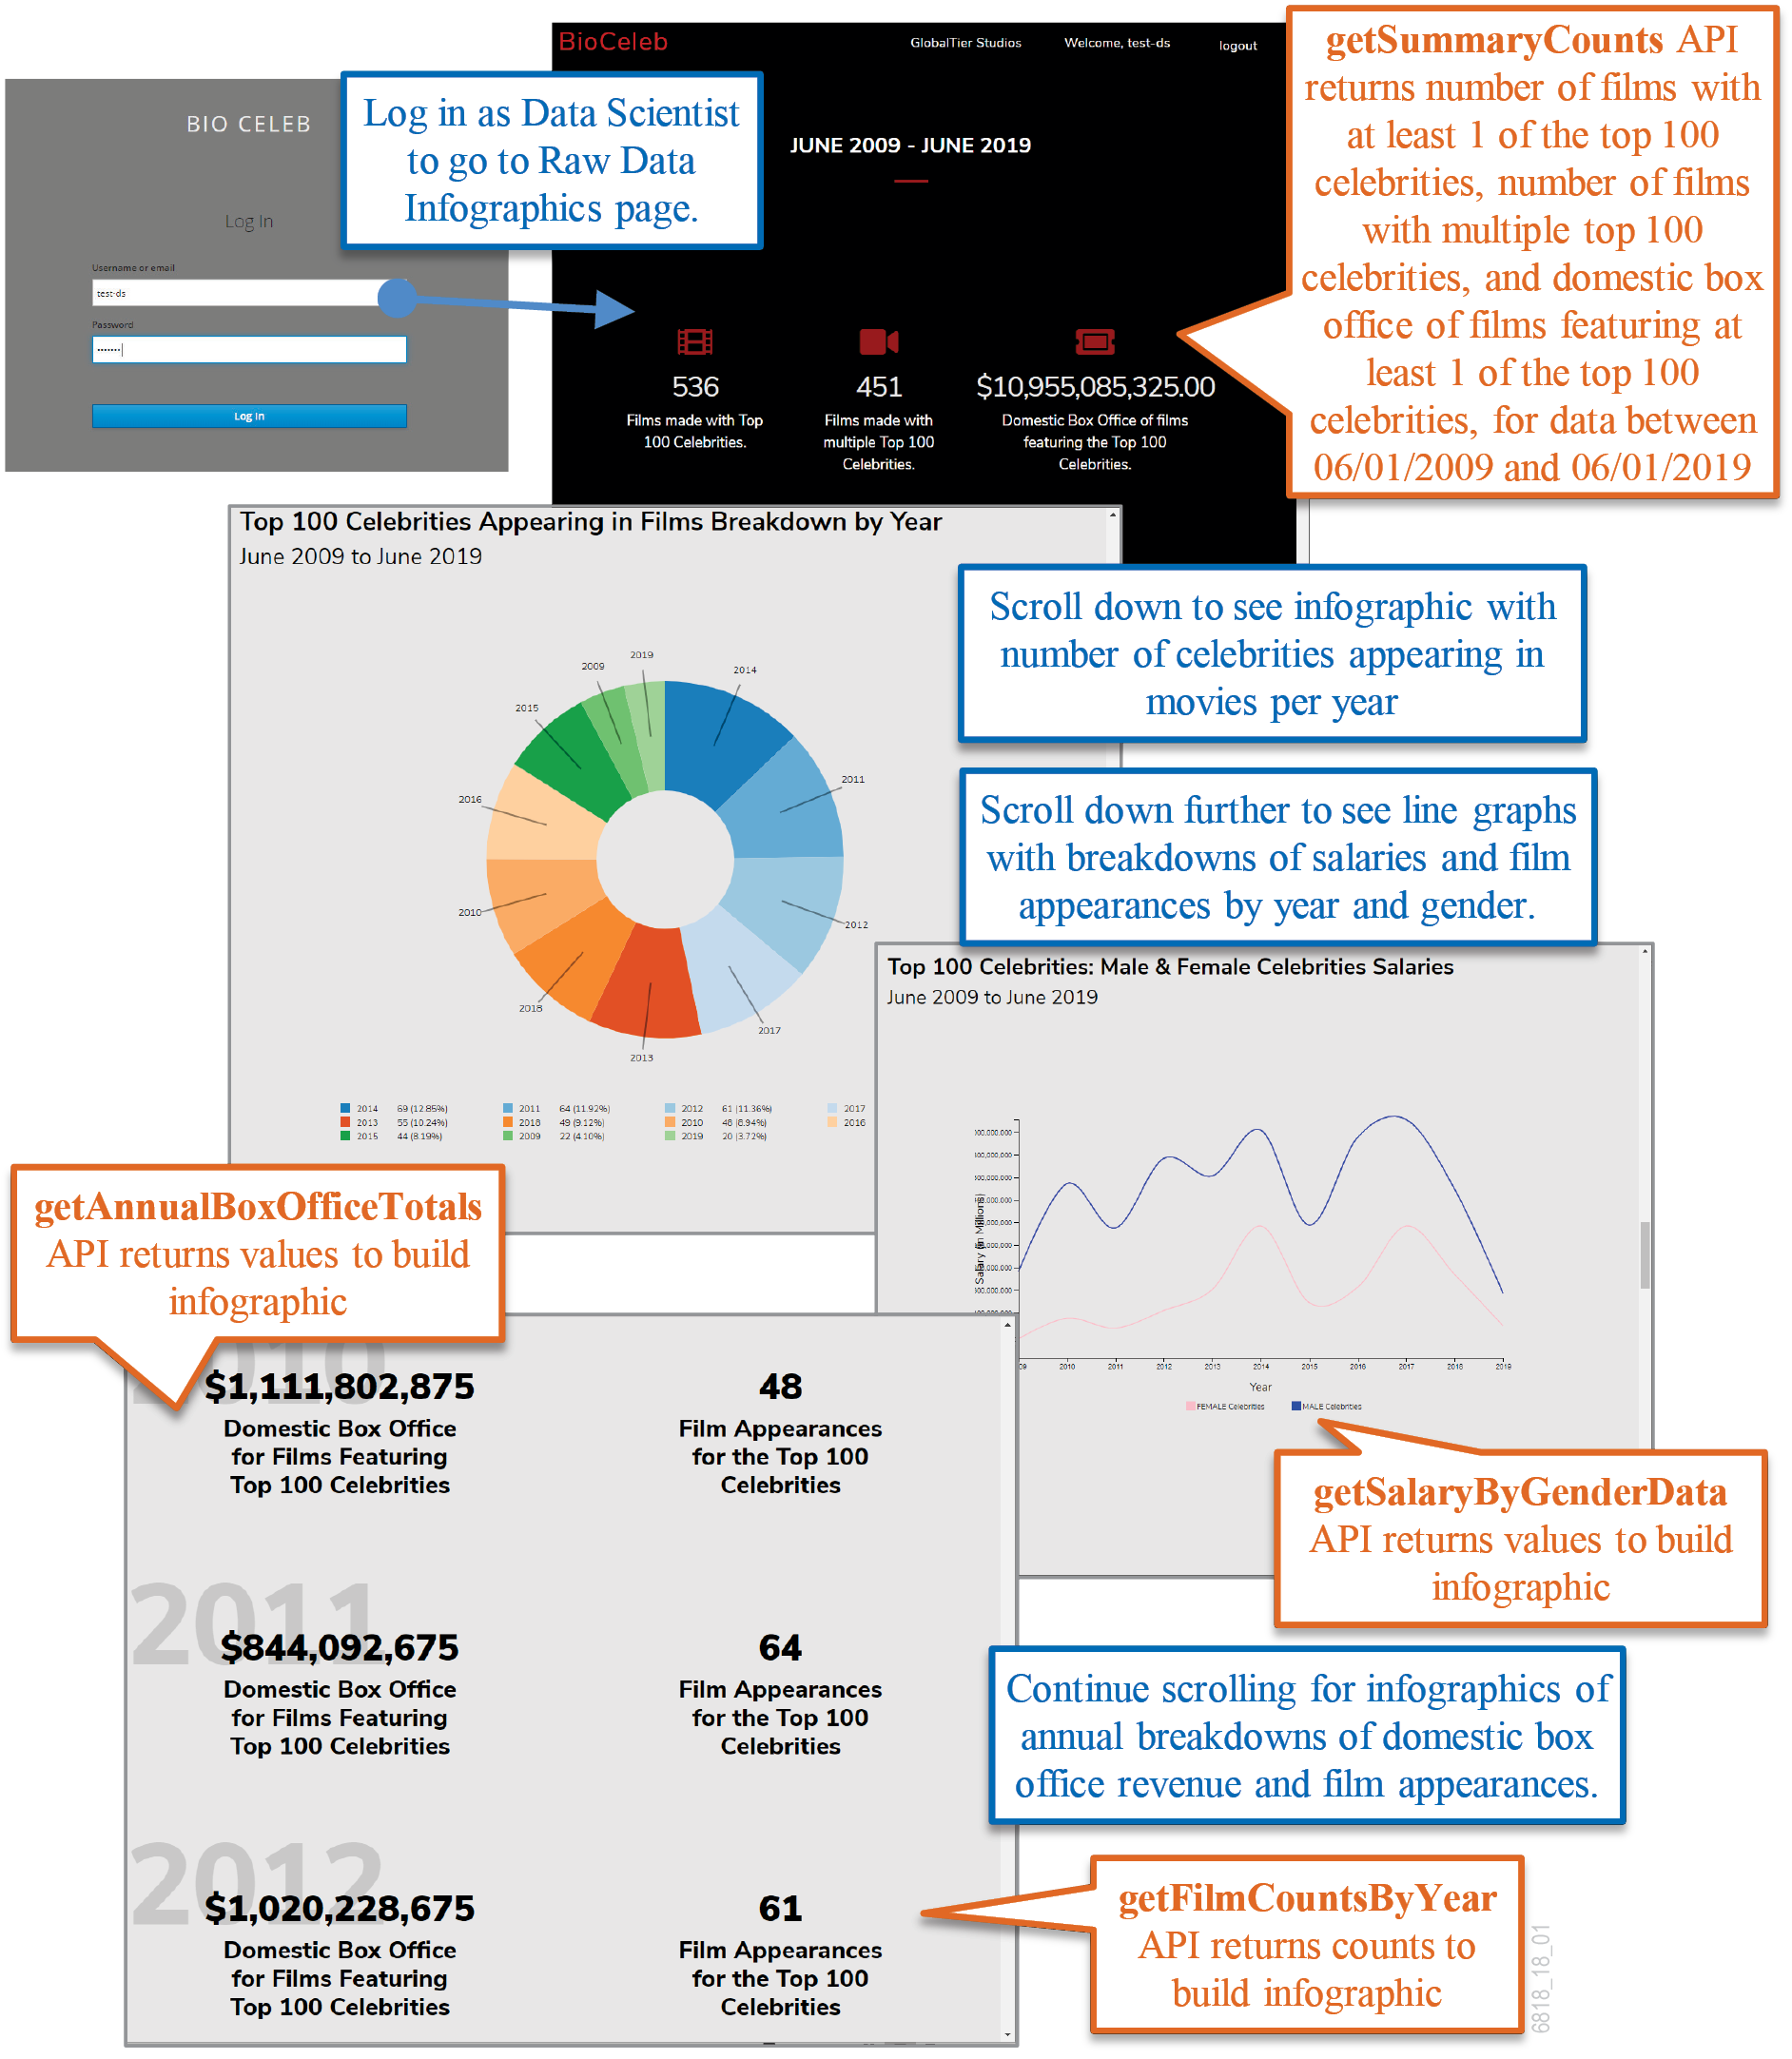 BIO CELEB
Log In
Username or email
test-ds
Password
Log In
Log in as Data Scientist
to go to Raw Data
Infographics page.
BioCeleb
GlobalTier Studios
Welcome, test-ds
logout
JUNE 2009 - JUNE 2019
536
Films made with Top
100 Celebrities.
451
Films made with
multiple Top 100
Celebrities.
$10,955,085,325.00
Domestic Box Office of films
featuring the Top 100
Celebrities.
getSummaryCounts API
returns number of films with
at least 1 of the top 100
celebrities, number of films
with multiple top 100
celebrities, and domestic box
office of films featuring at
least 1 of the top 100
celebrities, for data between
06/01/2009 and 06/01/2019
Top 100 Celebrities Appearing in Films Breakdown by Year
June 2009 to June 2019
2019
2009
2014
2015
2011
2016
2010
2012
2018
2017
2013
2014 69 (12.85%) 2011 64 (11.92%) 2012 61 (11.36%) 2017
2013 55 (10.24%) 2018 49 (9.12%) 2010 48 (8.94%) 2016
2015 44 (8.19%) 2009 22 (4.10%) 2019 20 (3.72%)
Scroll down to see infographic with
number of celebrities appearing in
movies per year
Scroll down further to see line graphs
with breakdowns of salaries and film
appearances by year and gender.
Top 100 Celebrities: Male & Female Celebrities Salaries
June 2009 to June 2019
Salary (in Millions)
2010 2011 2012 2013 2014 2015 2016 2017 2018 2019
Year
FEMALE Celebrities MALE Celebrities
getSalaryByGenderData
API returns values to build
infographic
getAnnualBoxOfficeTotals
API returns values to build
infographic
2010
$1,111,802,875
Domestic Box Office
for Films Featuring
Top 100 Celebrities
48
Film Appearances
for the Top 100
Celebrities
2011
$844,092,675
Domestic Box Office
for Films Featuring
Top 100 Celebrities
64
Film Appearances
for the Top 100
Celebrities
Continue scrolling for infographics of
annual breakdowns of domestic box
office revenue and film appearances.
2012
$1,020,228,675
Domestic Box Office
for Films Featuring
Top 100 Celebrities
61
Film Appearances
for the Top 100
Celebrities
getFilmCountsByYear
API returns counts to
build infographic
6818_18_01